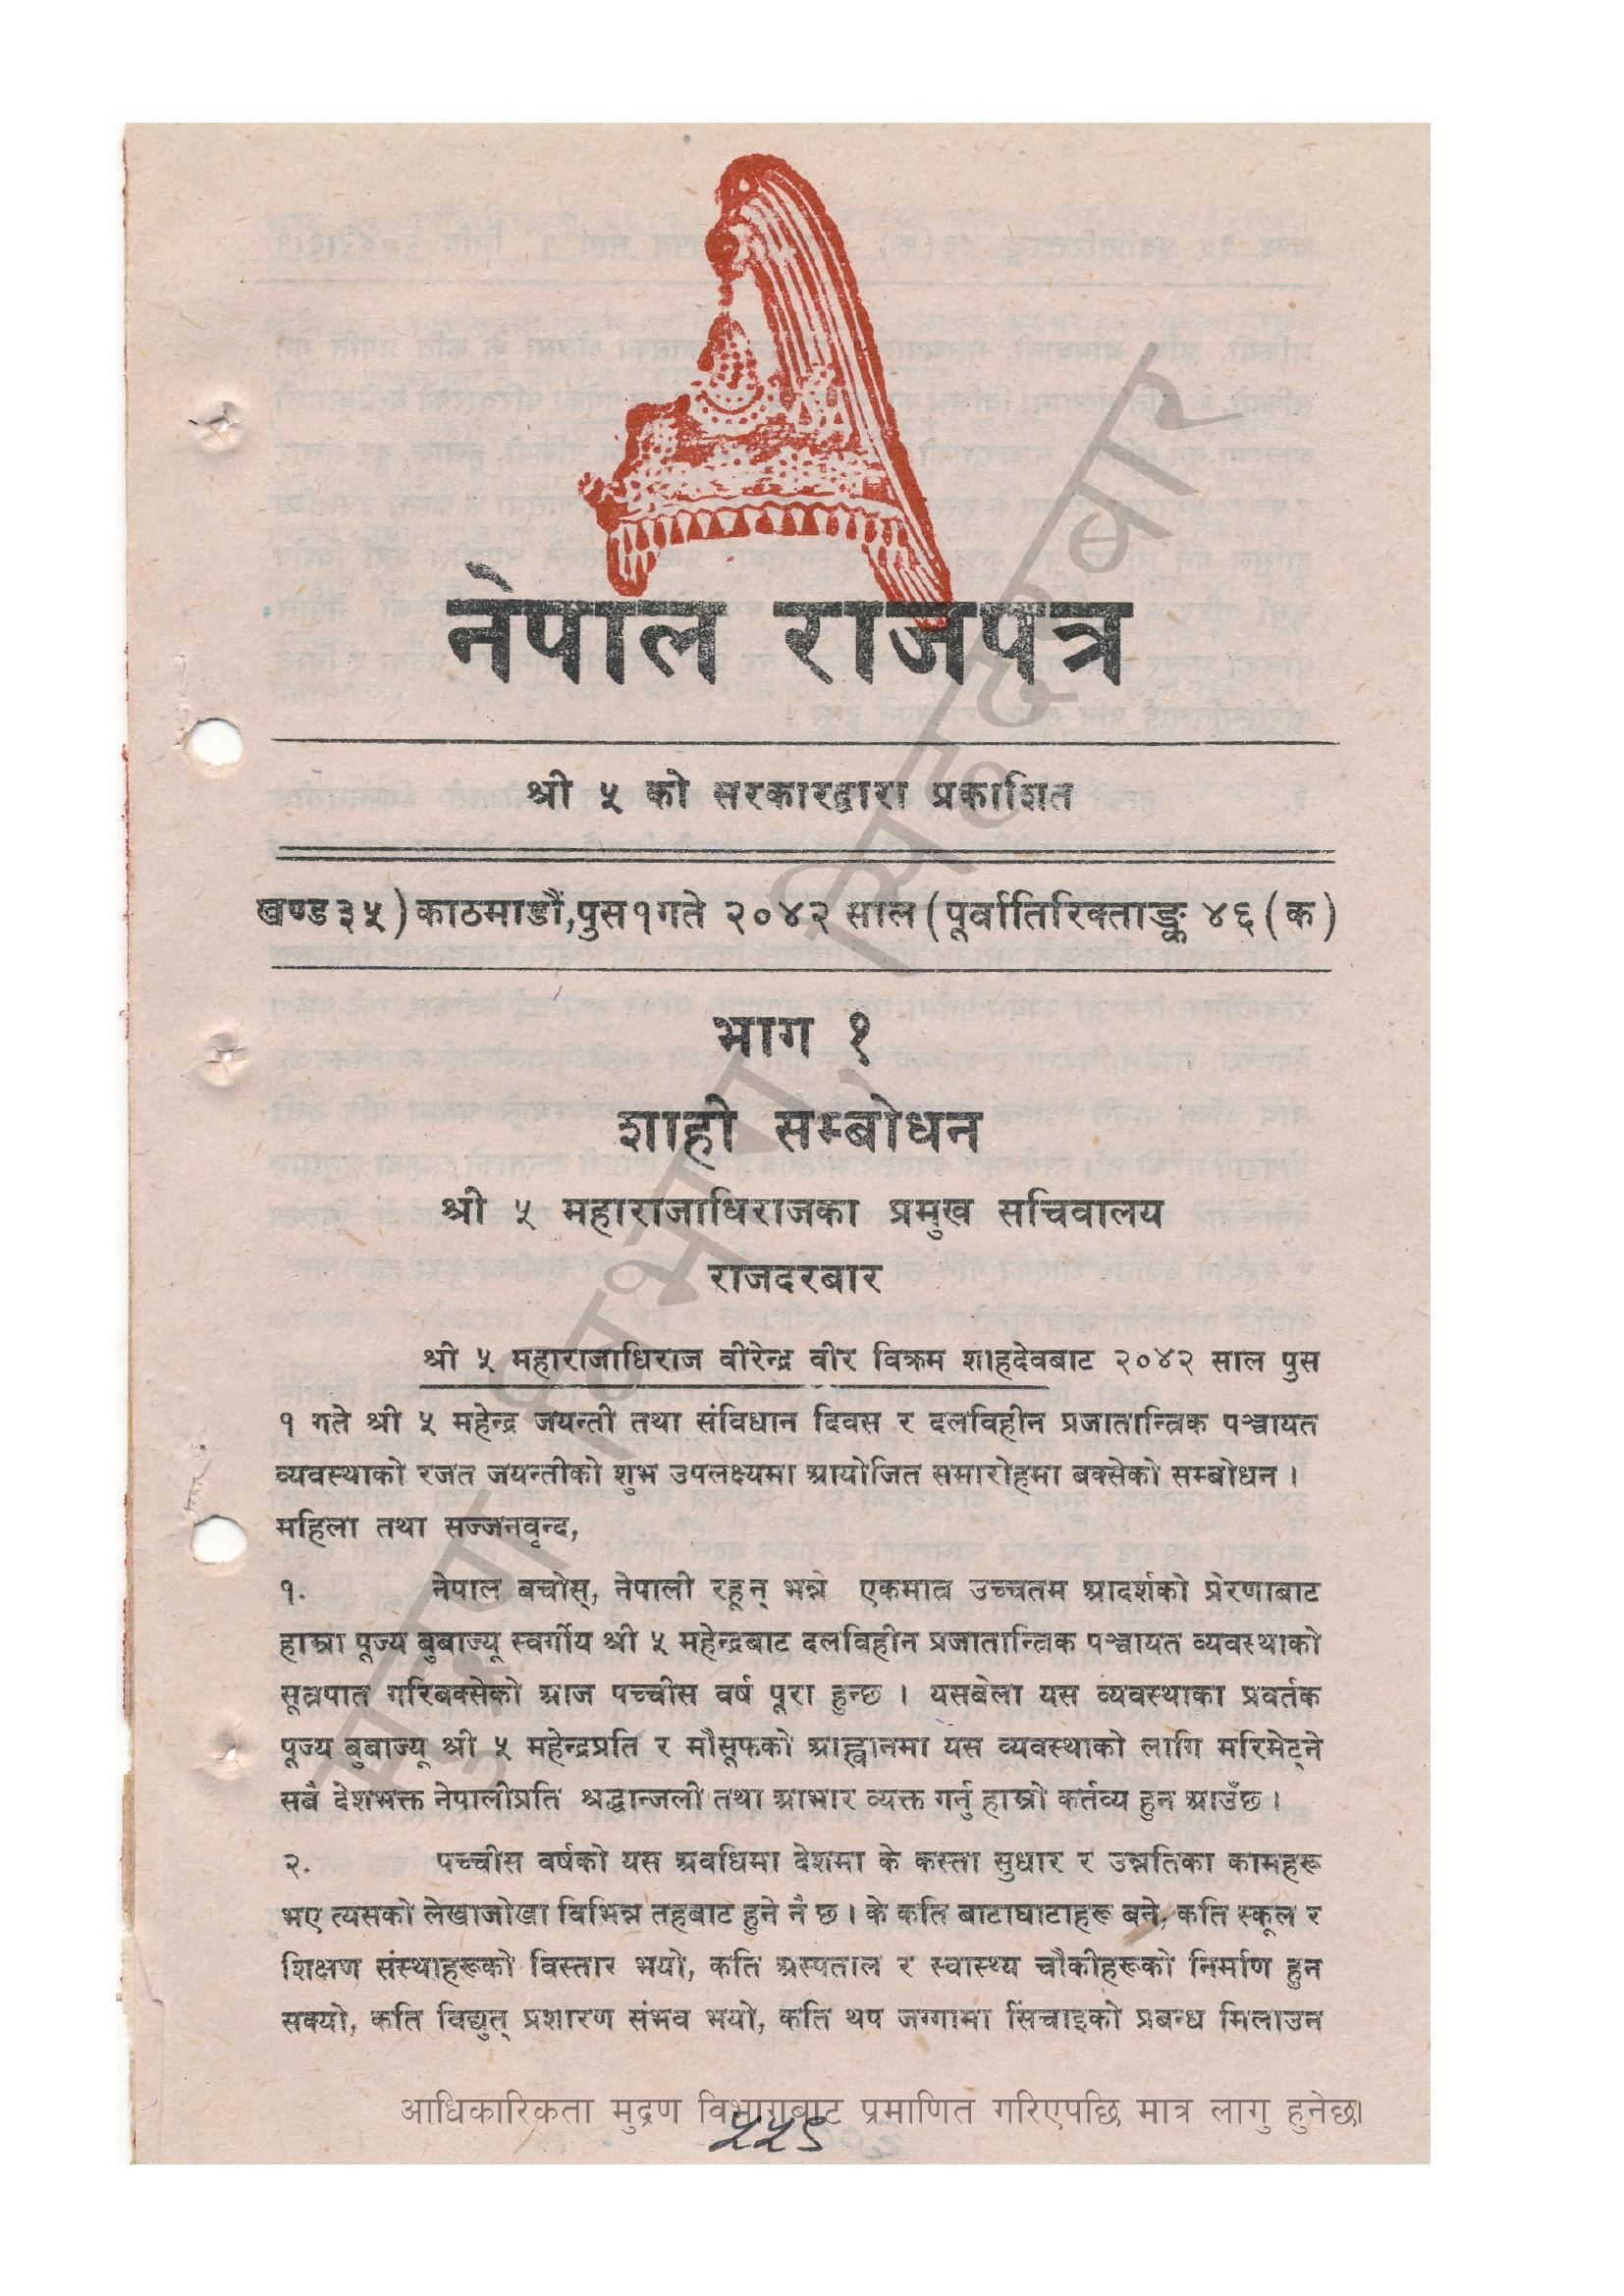 नेपाल राजपत्र
श्री ५ को सरकारद्वारा प्रकाशित
खण्ड ३५) काठमाडौं, पुस १ गते २०४२ साल (पूर्वातिरिक्ताङ्क ४६ (क)
भाग १
शाही सम्बोधन
श्री ५ महाराजाधिराजका प्रमुख सचिवालय
राजदरबार
श्री ५ महाराजाधिराज वीरेन्द्र वीर विक्रम शाहदेवबाट २०४२ साल पुस
१ गते श्री ५ महेन्द्र जयन्ती तथा संविधान दिवस र दलविहीन प्रजातान्त्रिक पञ्चायत
व्यवस्थाको रजत जयन्तीको शुभ उपलक्ष्यमा आयोजित समारोहमा बक्सेको सम्बोधन ।
महिला तथा सज्जनवृन्द,
१. नेपाल बचोस्, नेपाली रहून् भन्ने एकमात्र उच्चतम आदर्शको प्रेरणाबाट
हाम्रा पूज्य बुबाज्यू स्वर्गीय श्री ५ महेन्द्रबाट दलविहीन प्रजातान्त्रिक पञ्चायत व्यवस्थाको
सूत्रपात गरिबक्सेको आज पच्चीस वर्ष पूरा हुन्छ । यसबेला यस व्यवस्थाका प्रवर्तक
पूज्य बुबाज्यू श्री ५ महेन्द्रप्रति र मौसूफको आह्वानमा यस व्यवस्थाको लागि मरिमेट्ने
सबै देशभक्त नेपालीप्रति श्रद्धान्जली तथा आभार व्यक्त गर्नु हाम्रो कर्तव्य हुन आउँछ ।
२. पच्चीस वर्षको यस अवधिमा देशमा के कस्ता सुधार र उन्नतिका कामहरू
भए त्यसको लेखाजोखा विभिन्न तहबाट हुने नै छ । के कति बाटाघाटाहरू बने, कति स्कूल र
शिक्षण संस्थाहरूको विस्तार भयो, कति अस्पताल र स्वास्थ्य चौकीहरूको निर्माण हुन
सक्यो, कति विद्युत् प्रशारण संभव भयो, कति थप जग्गामा सिंचाइको प्रबन्ध मिलाउन
आधिकारिकता मुद्रण विभागबाट प्रमाणित गरिएपछि मात्र लागु हुनेछ।
५५९
मुद्रण विभाग, सिंहदरबार